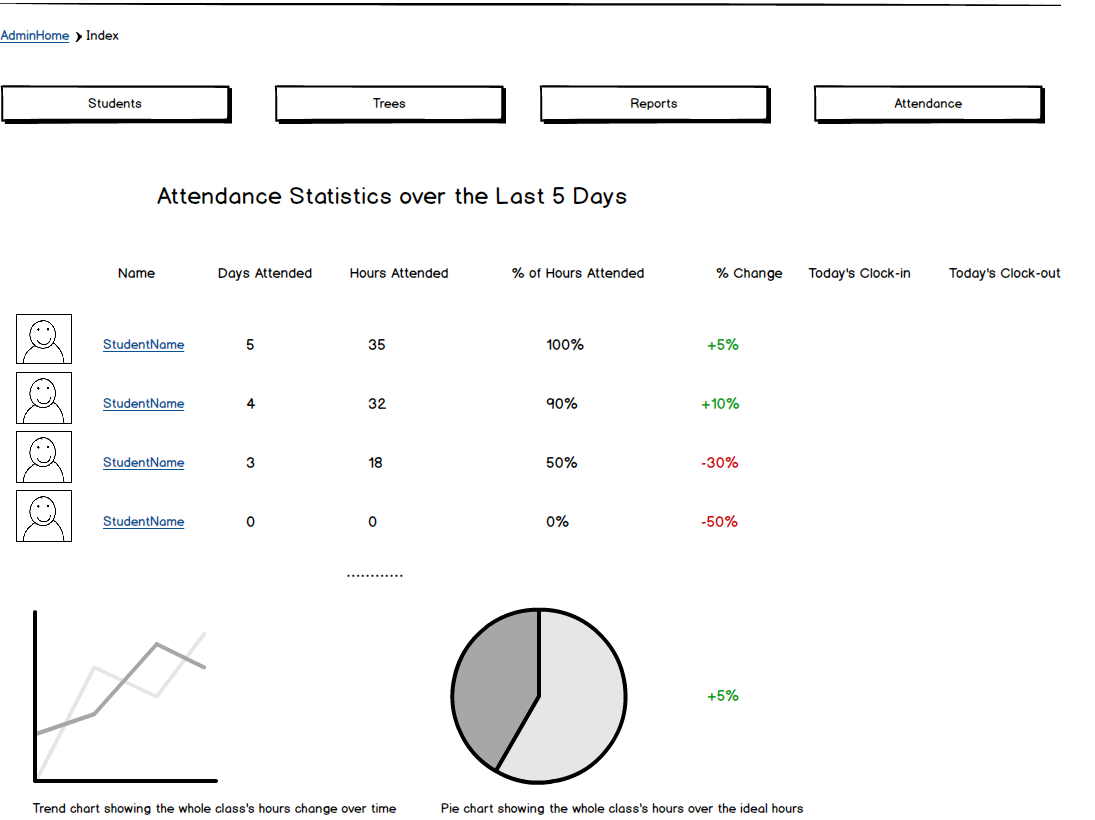 AdminHome ❯ Index
Students Trees Reports Attendance
Attendance Statistics over the Last 5 Days
Name Days Attended Hours Attended % of Hours Attended % Change Today's Clock-in Today's Clock-out
StudentName 5 35 100% +5%
StudentName 4 32 90% +10%
StudentName 3 18 50% -30%
StudentName 0 0 0% -50%
............
+5%
Trend chart showing the whole class's hours change over time Pie chart showing the whole class's hours over the ideal hours